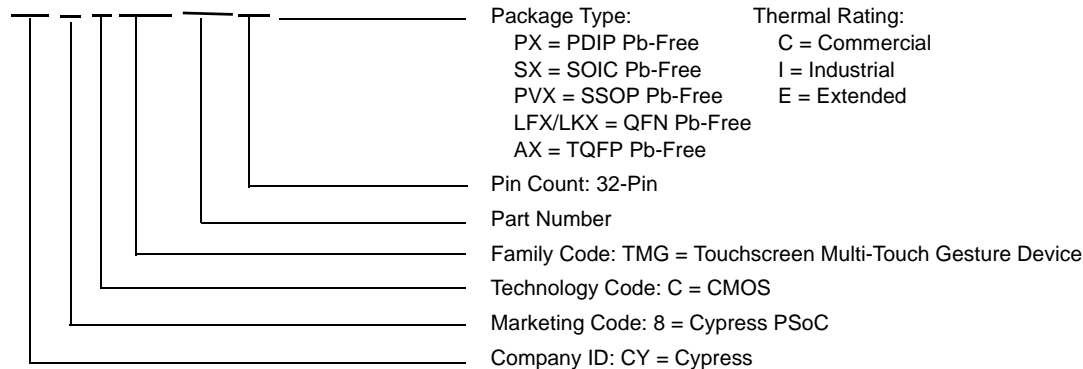 Package Type: Thermal Rating:
PX = PDIP Pb-Free C = Commercial
SX = SOIC Pb-Free I = Industrial
PVX = SSOP Pb-Free E = Extended
LFX/LKX = QFN Pb-Free
AX = TQFP Pb-Free
Pin Count: 32-Pin
Part Number
Family Code: TMG = Touchscreen Multi-Touch Gesture Device
Technology Code: C = CMOS
Marketing Code: 8 = Cypress PSoC
Company ID: CY = Cypress